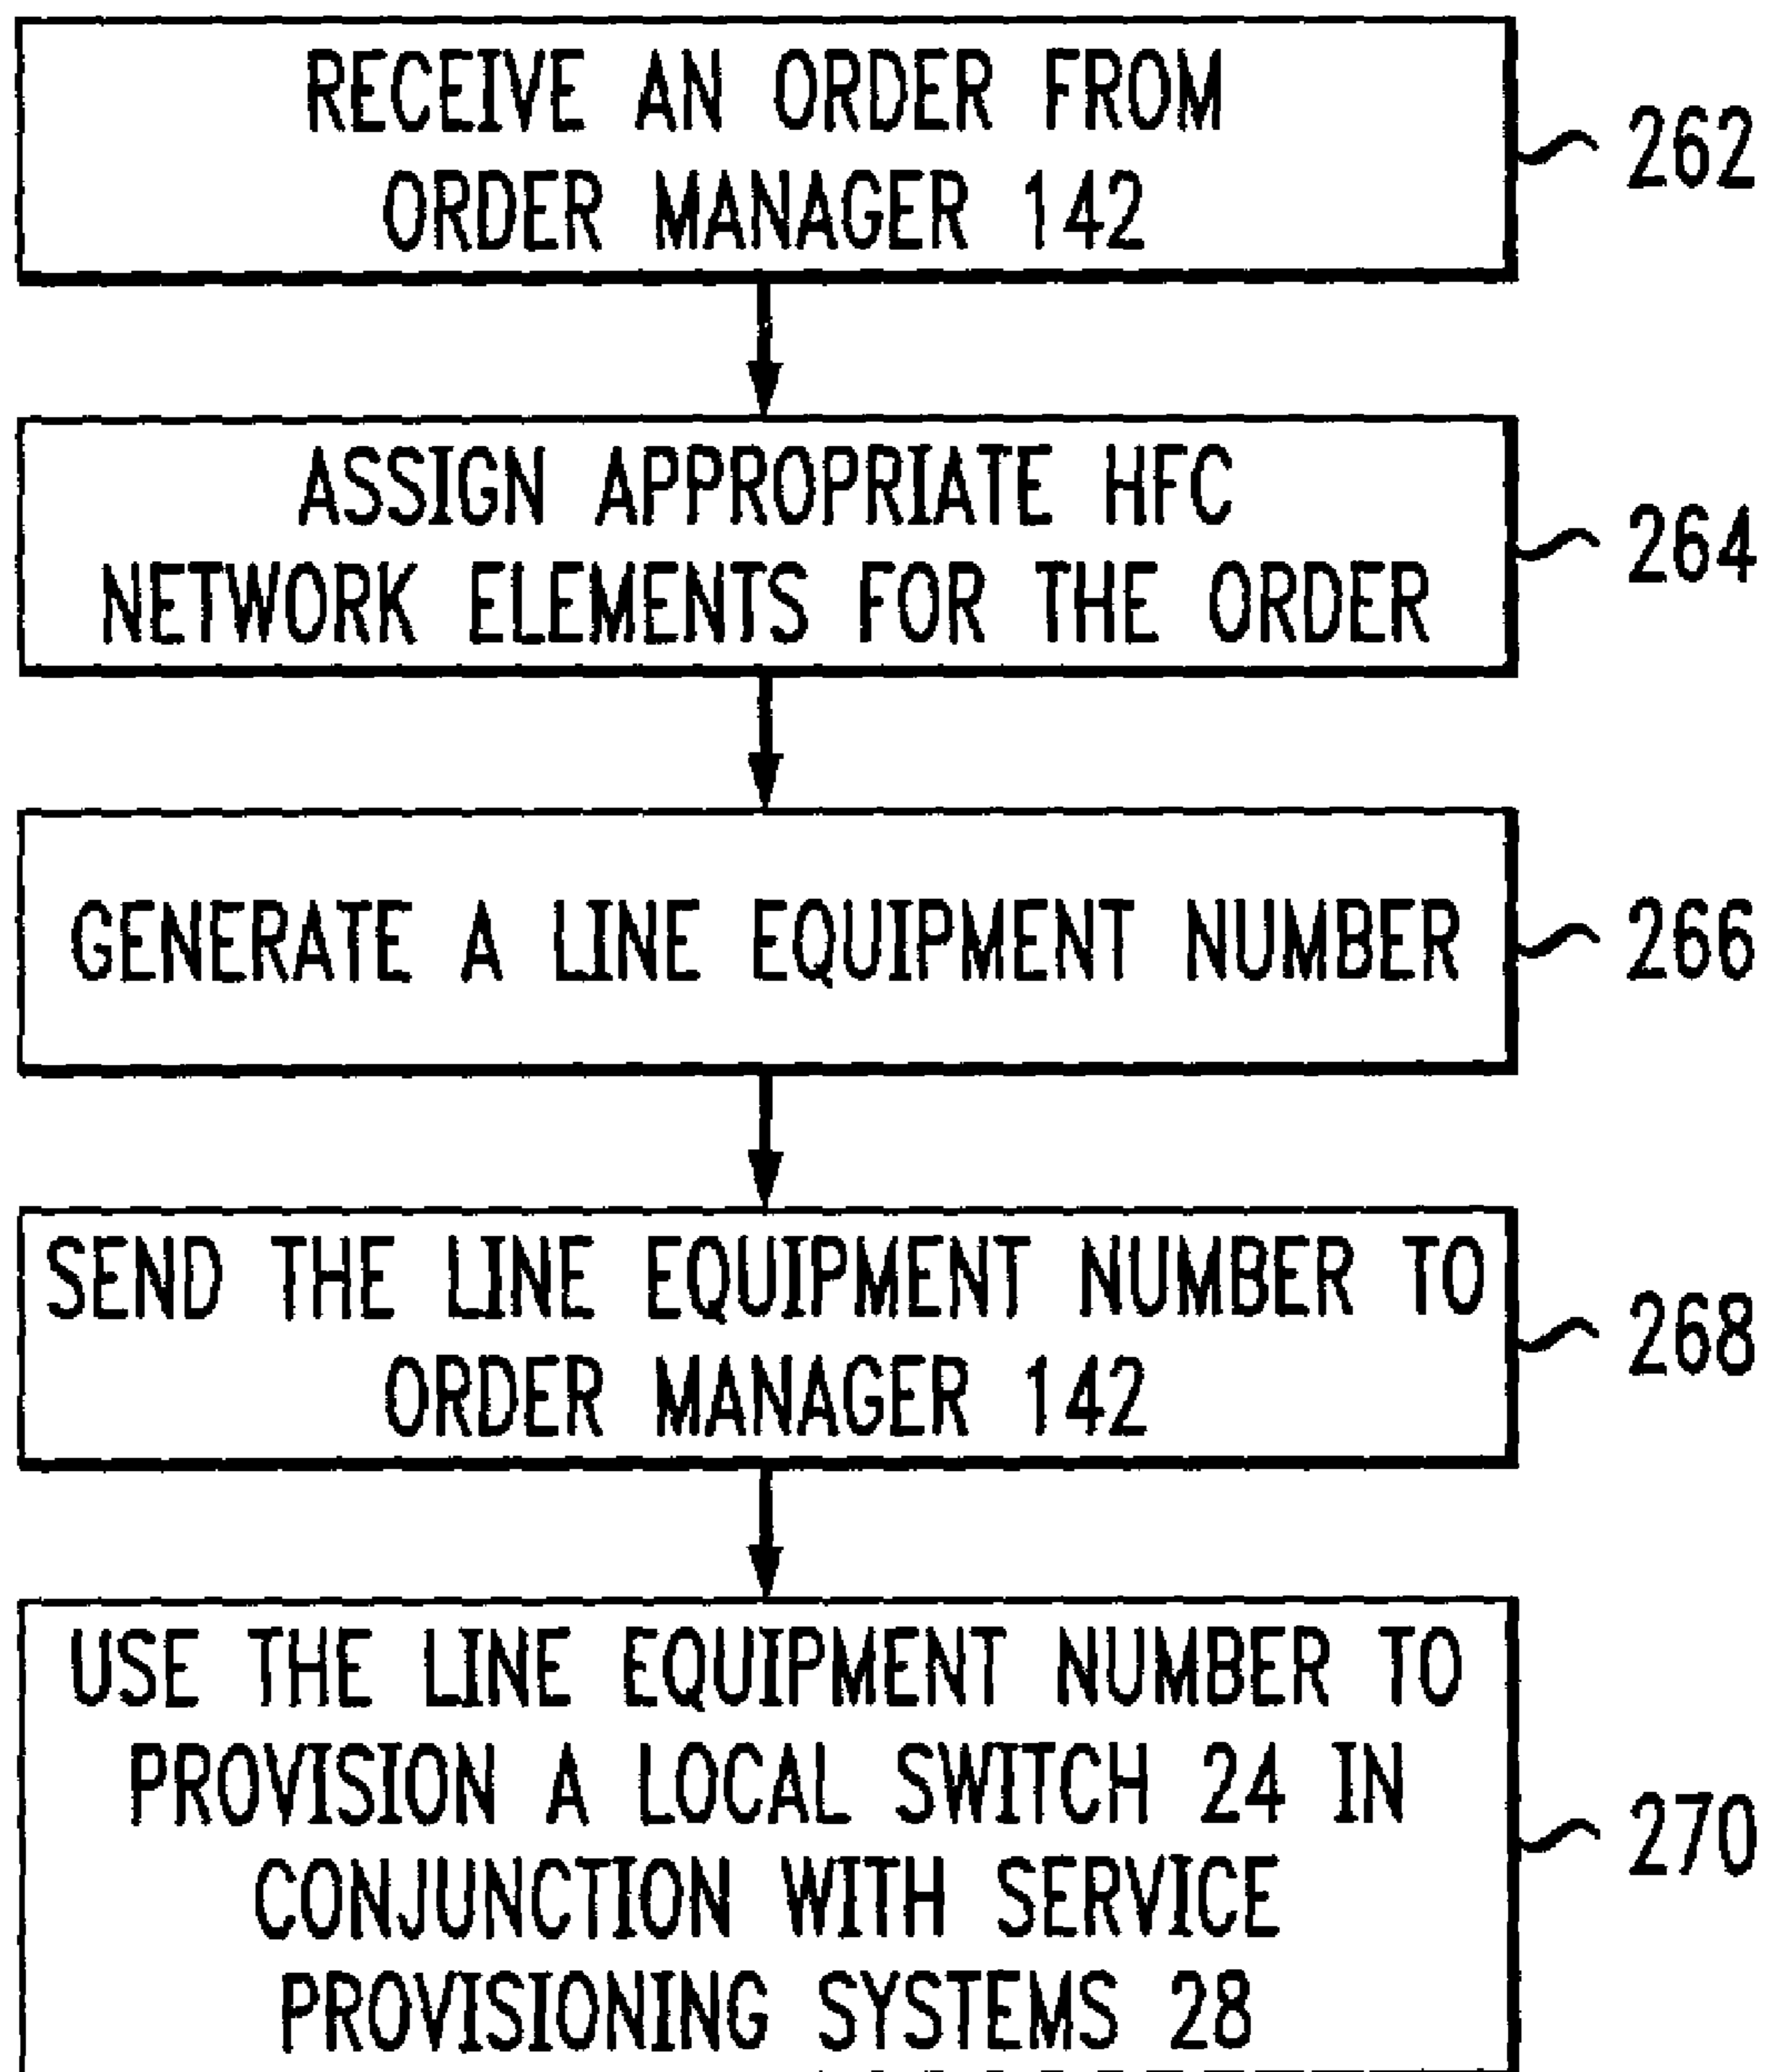 RECEIVE AN ORDER FROM
ORDER MANAGER 142
262
ASSIGN APPROPRIATE HFC
NETWORK ELEMENTS FOR THE ORDER
264
GENERATE A LINE EQUIPMENT NUMBER
266
SEND THE LINE EQUIPMENT NUMBER TO
ORDER MANAGER 142
268
USE THE LINE EQUIPMENT NUMBER TO
PROVISION A LOCAL SWITCH 24 IN
CONJUNCTION WITH SERVICE
PROVISIONING SYSTEMS 28
270